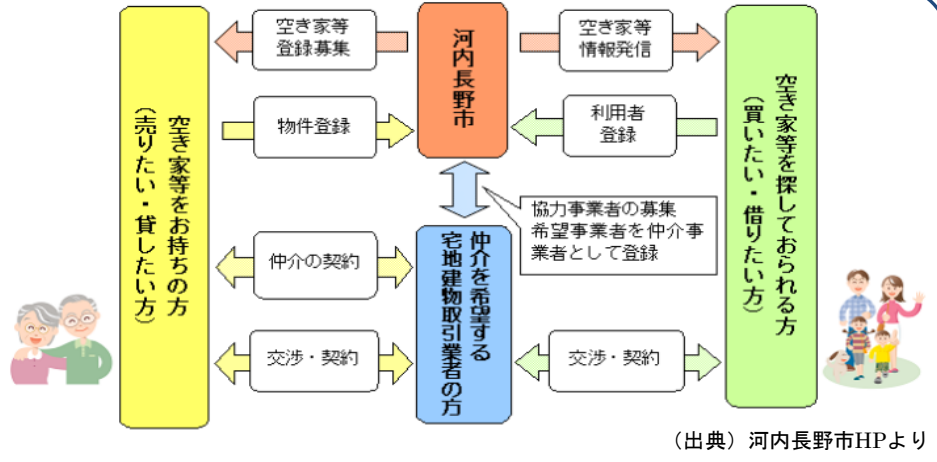 空き家等
登録募集
河内長野市
空き家等
情報発信
物件登録
利用者
登録
空き家等をお持ちの方
(売りたい・貸したい方)
空き家等を探しておられる方
(買いたい・借りたい方)
協力事業者の募集
希望事業者を仲介事
業者として登録
仲介の契約
仲介を希望する
宅地建物取引業者の方
交渉・契約
交渉・契約
(出典)河内長野市HPより